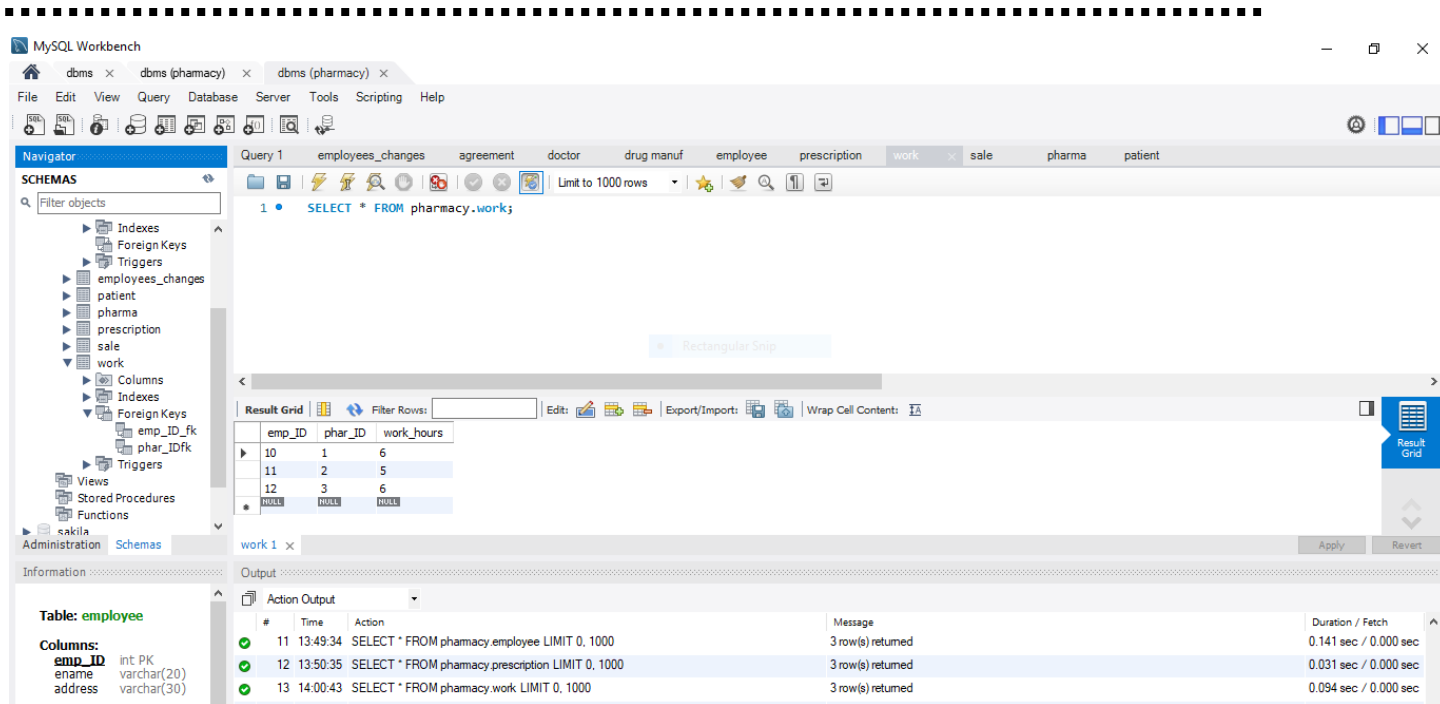 MySQL Workbench
dbms dbms (pharmacy) dbms (pharmacy)
File Edit View Query Database Server Tools Scripting Help
Navigator
SCHEMAS
Filter objects
Indexes
Foreign Keys
Triggers
employees_changes
patient
pharma
prescription
sale
work
Columns
Indexes
Foreign Keys
emp_ID_fk
phar_IDfk
Triggers
Views
Stored Procedures
Functions
sakila
Administration Schemas
Information
Table: employee
Columns:
emp_ID int PK
ename varchar(20)
address varchar(30)
Query 1 employees_changes agreement doctor drug manuf employee prescription work sale pharma patient
Limit to 1000 rows
1 SELECT * FROM pharmacy.work;
Rectangular Snip
Result Grid Filter Rows: Edit: Export/Import: Wrap Cell Content:
emp_ID phar_ID work_hours
10 1 6
11 2 5
12 3 6
NULL NULL NULL
Result
Grid
work 1 Apply Revert
Output
Action Output
# Time Action Message Duration / Fetch
11 13:49:34 SELECT * FROM pharmacy.employee LIMIT 0, 1000 3 row(s) returned 0.141 sec / 0.000 sec
12 13:50:35 SELECT * FROM pharmacy.prescription LIMIT 0, 1000 3 row(s) returned 0.031 sec / 0.000 sec
13 14:00:43 SELECT * FROM pharmacy.work LIMIT 0, 1000 3 row(s) returned 0.094 sec / 0.000 sec